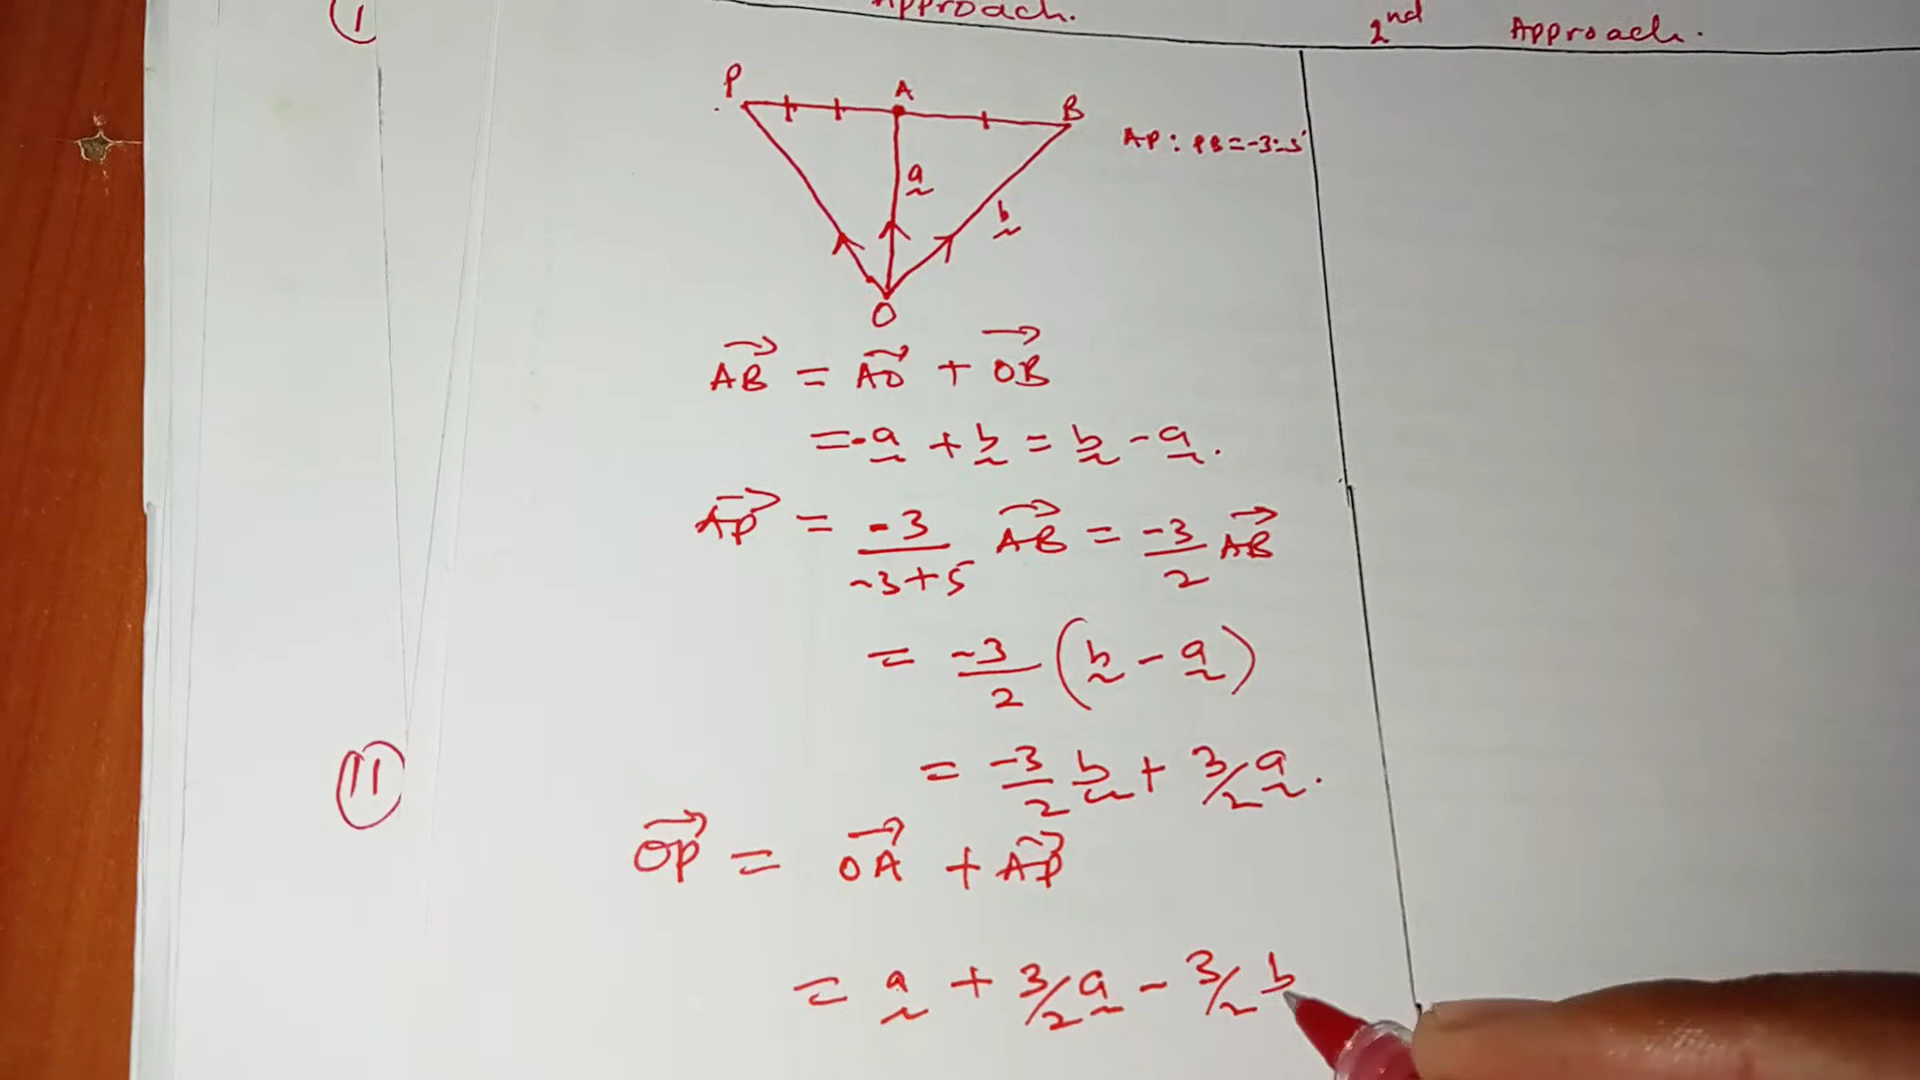 ① Approach.
2nd Approach.
P A B
AP : PB = -3:5
a
b
O
AB = AO + OB
= -a + b = b - a.
AP = -3/-3+5 AB = -3/2 AB
= -3/2 (b - a)
= -3/2 b + 3/2 a.
⑪
OP = OA + AP
= a + 3/2 a - 3/2 b